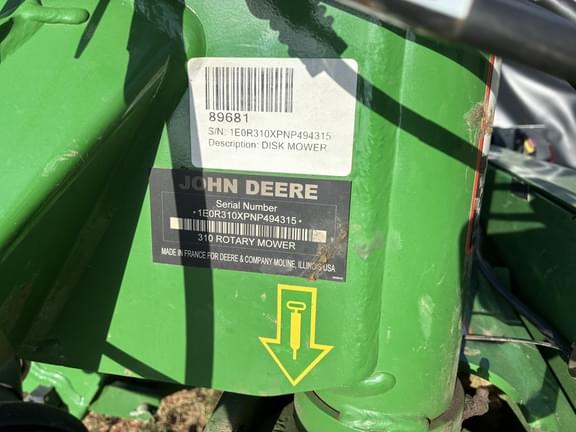 89681
S/N: 1E0R310XPNP494315
Description: DISK MOWER
JOHN DEERE
Serial Number
· 1E0R310XPNP494315 ·
310 ROTARY MOWER
MADE IN FRANCE FOR DEERE & COMPANY MOLINE, ILLINOIS USA